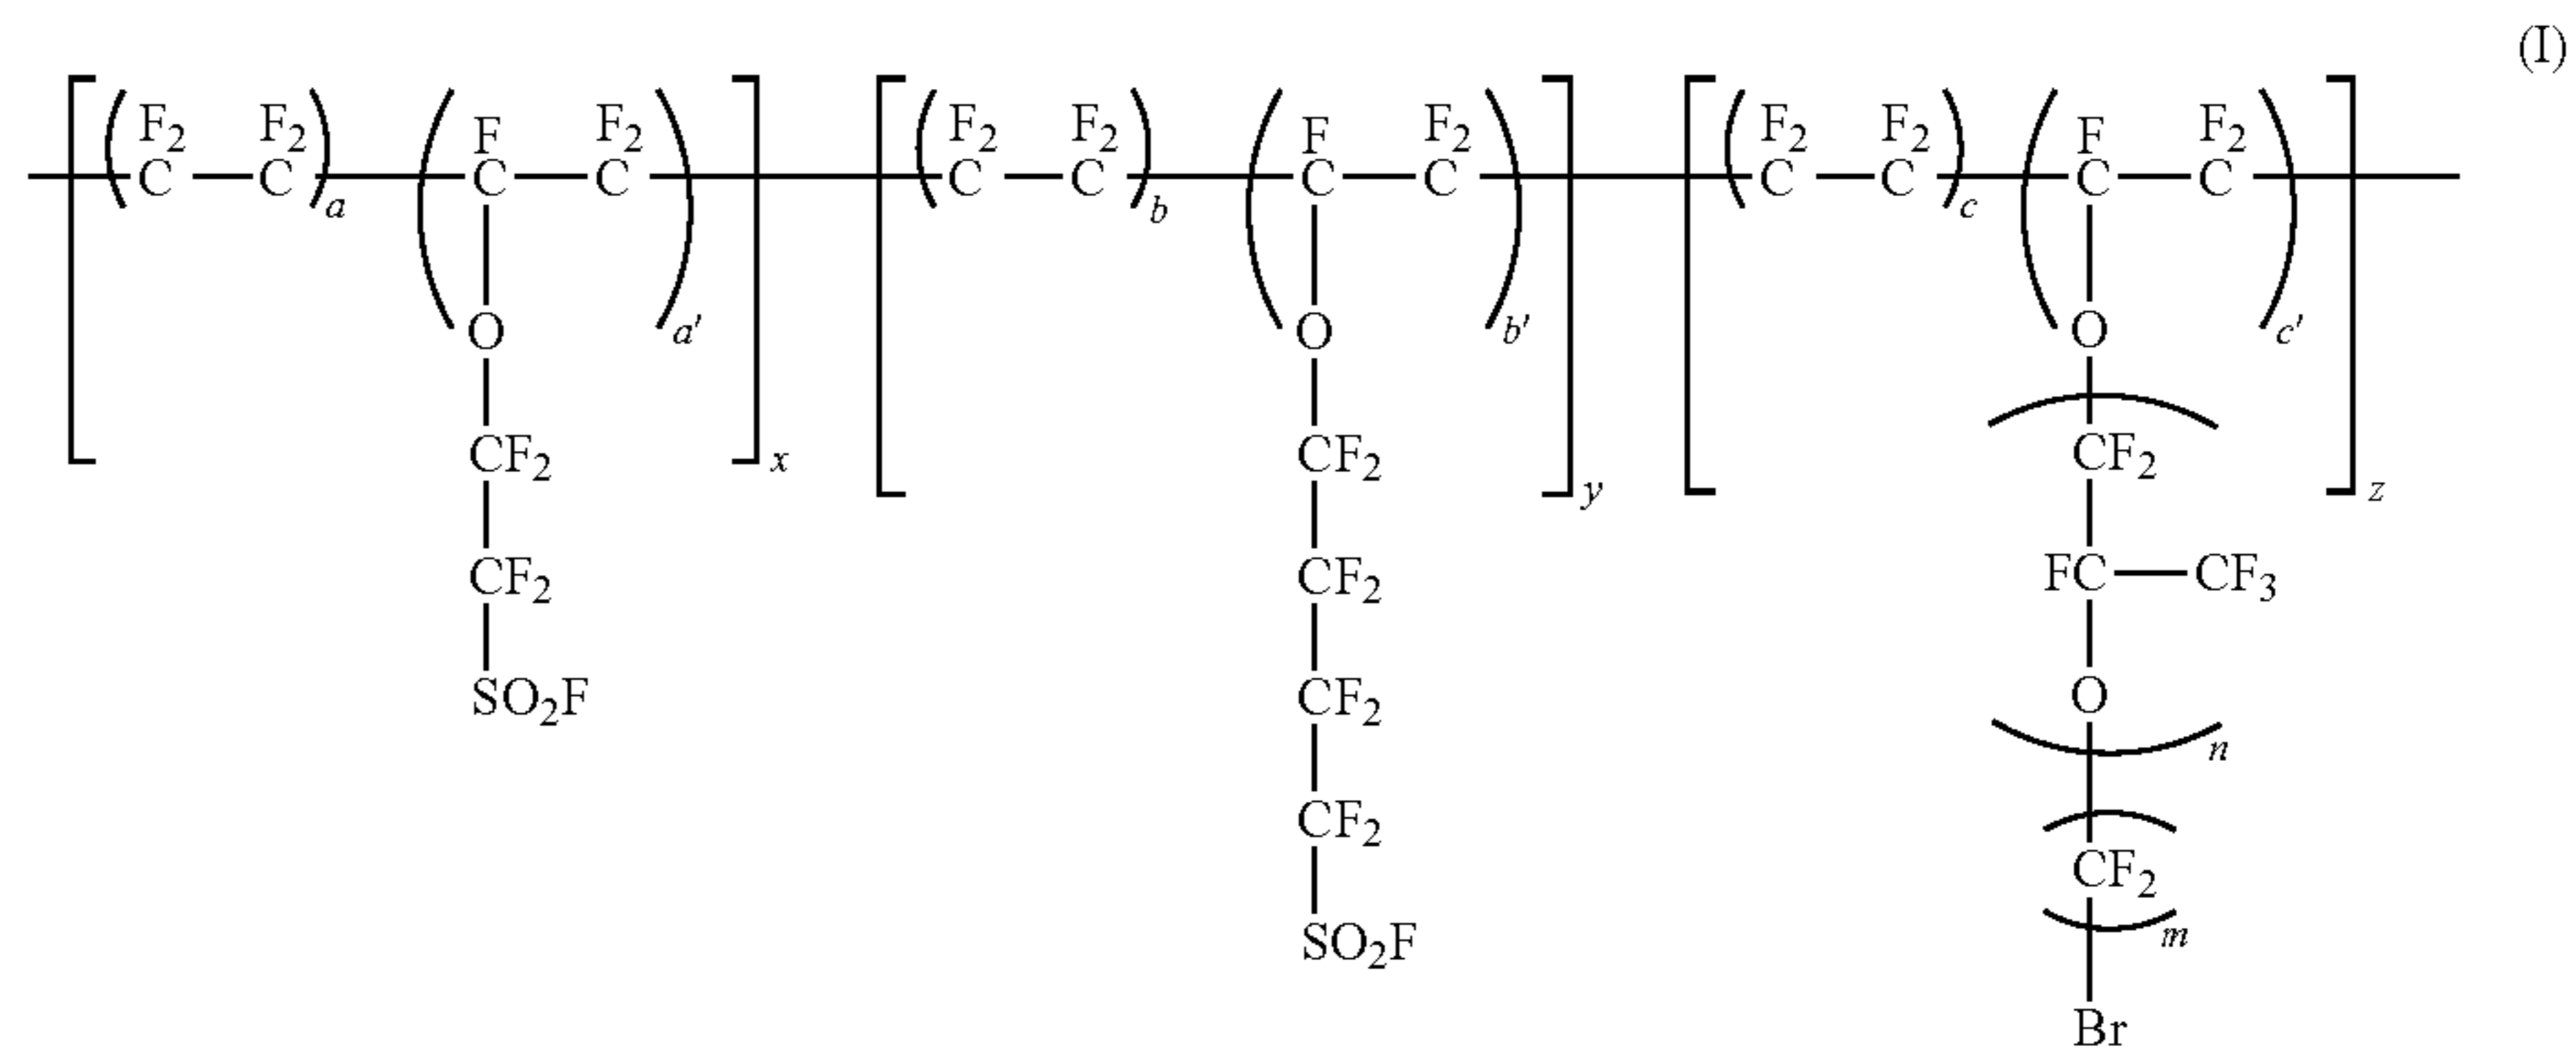 (I)
F2 F2 F F2 F2 F2 F F2 F2 F2 F F2
C C a C C C C b C C C C c C C
O a' O b' O c'
CF2 x CF2 y CF2 z
CF2 CF2 FC CF3
SO2F CF2 O
n
CF2 CF2
SO2F m
Br